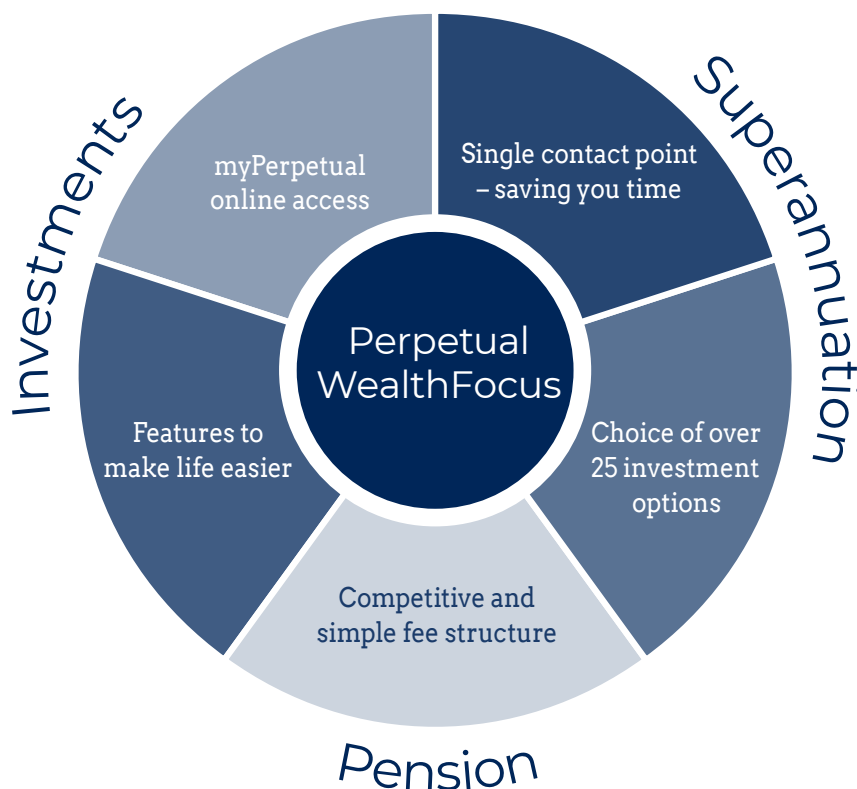 Investments
Superannuation
myPerpetual
online access
Single contact point
– saving you time
Perpetual
WealthFocus
Features to
make life easier
Choice of over
25 investment
options
Competitive and
simple fee structure
Pension